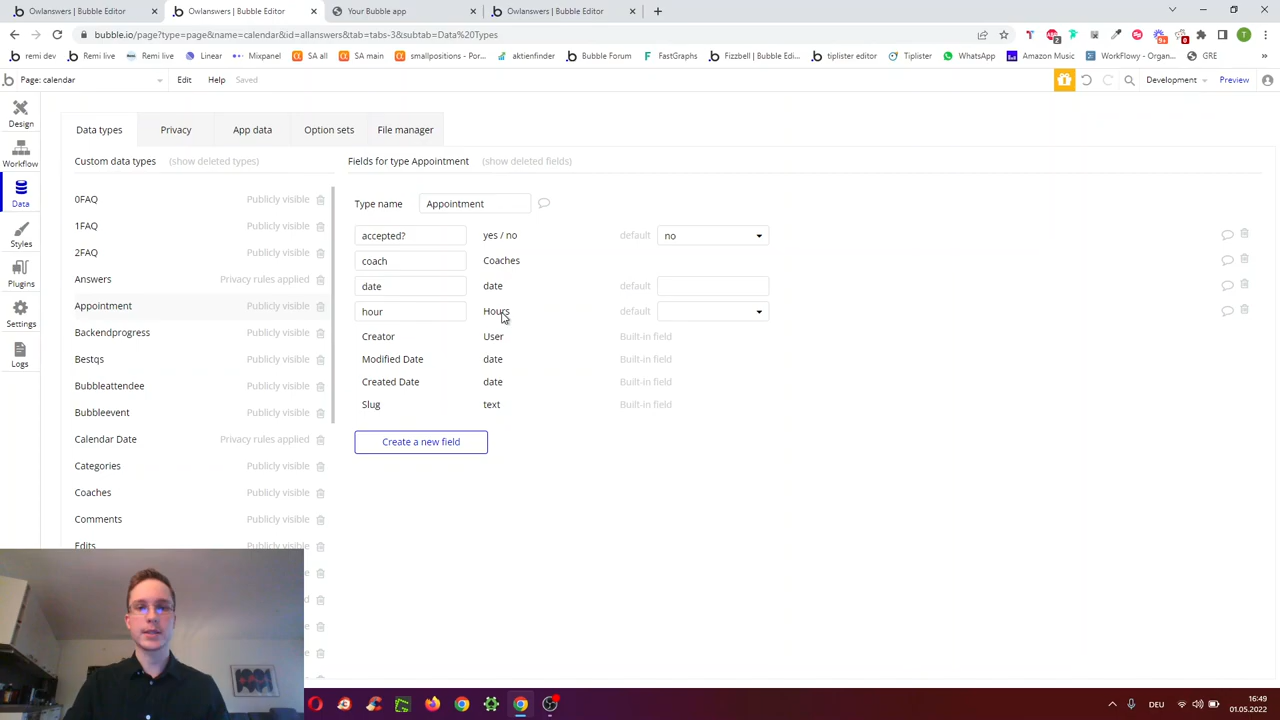 Owlanswers | Bubble Editor
Owlanswers | Bubble Editor
Your Bubble app
Owlanswers | Bubble Editor
bubble.io/page?type=page&name=calendar&id=allanswers&tab=tabs-3&subtab=Data%20Types
remi dev
Remi live
Linear
Mixpanel
SA all
SA main
smallpositi0ns - Por...
aktienfinder
Bubble Forum
FastGraphs
Fizzbell | Bubble Edi...
tiplister editor
Tiplister
WhatsApp
WorkFlowy - Organ...
Amazon Music
GRE
Page: calendar
Edit
Help
Saved
Development
Preview
Design
Workflow
Data
Styles
Plugins
Settings
Logs
Data types
Privacy
App data
Option sets
File manager
Custom data types (show deleted types)
Fields for type Appointment (show deleted fields)
0FAQ Publicly visible
1FAQ Publicly visible
2FAQ Publicly visible
Answers Privacy rules applied
Appointment Publicly visible
Backendprogress Publicly visible
Bestqs Publicly visible
Bubbleattendee Publicly visible
Bubbleevent Publicly visible
Calendar Date Privacy rules applied
Categories Publicly visible
Coaches Publicly visible
Comments Publicly visible
Edits Publicly visible
Type name Appointment
accepted? yes / no default no
coach Coaches
date date default
hour Hours default
Creator User Built-in field
Modified Date date Built-in field
Created Date date Built-in field
Slug text Built-in field
Create a new field
DEU
16:49
01.05.2022